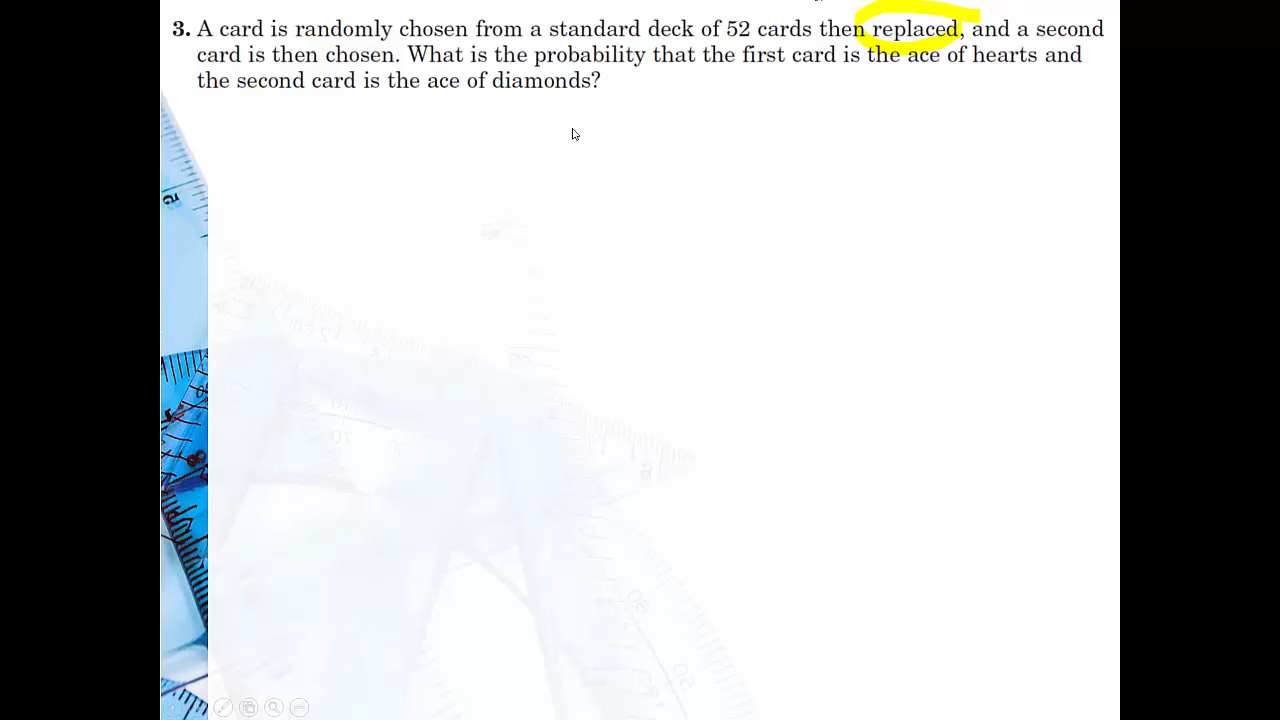 3. A card is randomly chosen from a standard deck of 52 cards then replaced, and a second
card is then chosen. What is the probability that the first card is the ace of hearts and
the second card is the ace of diamonds?